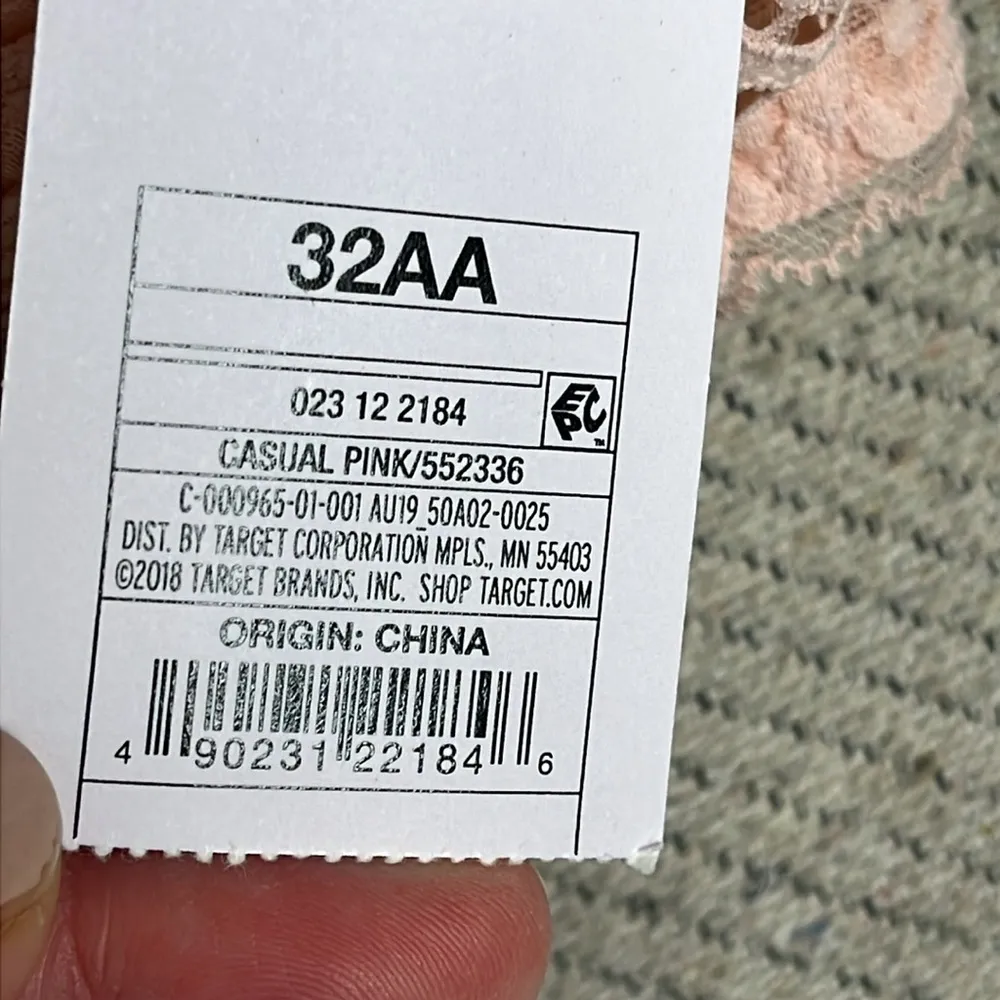 32AA
023 12 2184
EPC™
CASUAL PINK/552336
C-000965-01-001 AU19_50A02-0025
DIST. BY TARGET CORPORATION MPLS., MN 55403
©2018 TARGET BRANDS, INC. SHOP TARGET.COM
ORIGIN: CHINA
4 90231 22184 6